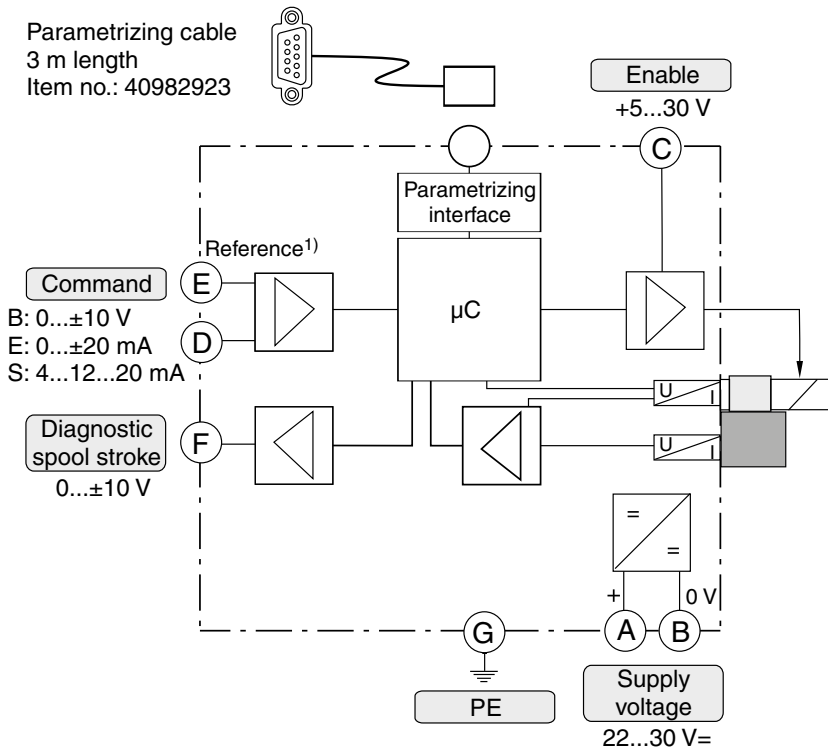 Parametrizing cable
3 m length
Item no.: 40982923
Enable
+5...30 V
C
Parametrizing
interface
Reference1)
Command
E
B: 0...±10 V
E: 0...±20 mA
S: 4...12...20 mA
D
µC
U
I
Diagnostic
spool stroke
0...±10 V
F
U
I
=
=
+
0 V
G
A
B
PE
Supply
voltage
22...30 V=